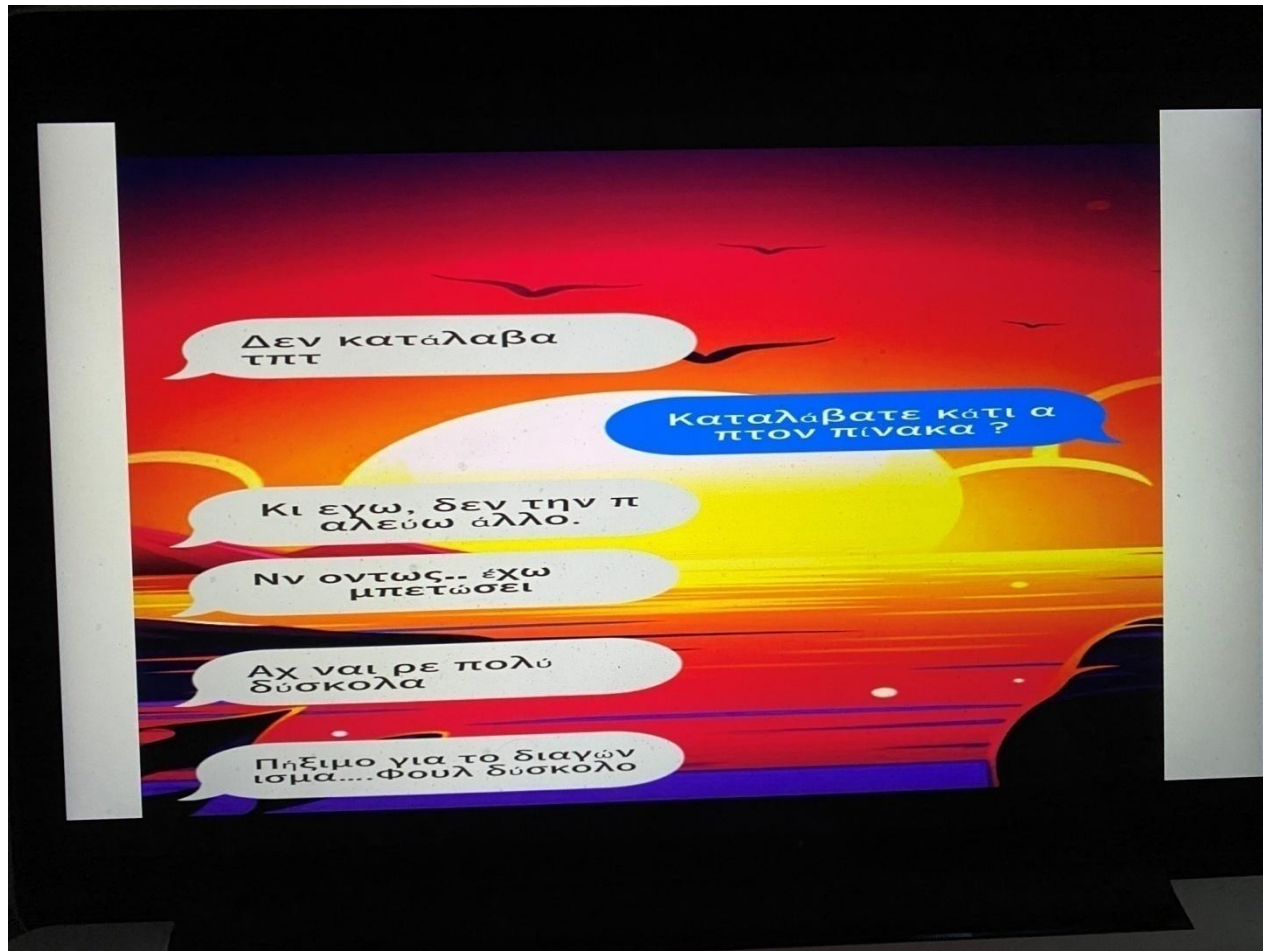 Δεν κατάλαβα
τπτ
Καταλάβατε κάτι α
πτον πίνακα ?
Κι εγω, δεν την π
αλεύω άλλο.
Νν οντως.. έχω
μπετώσει
Αχ ναι ρε πολύ
δύσκολα
Πήξιμο για το διαγών
ισμα....Φουλ δύσκολο